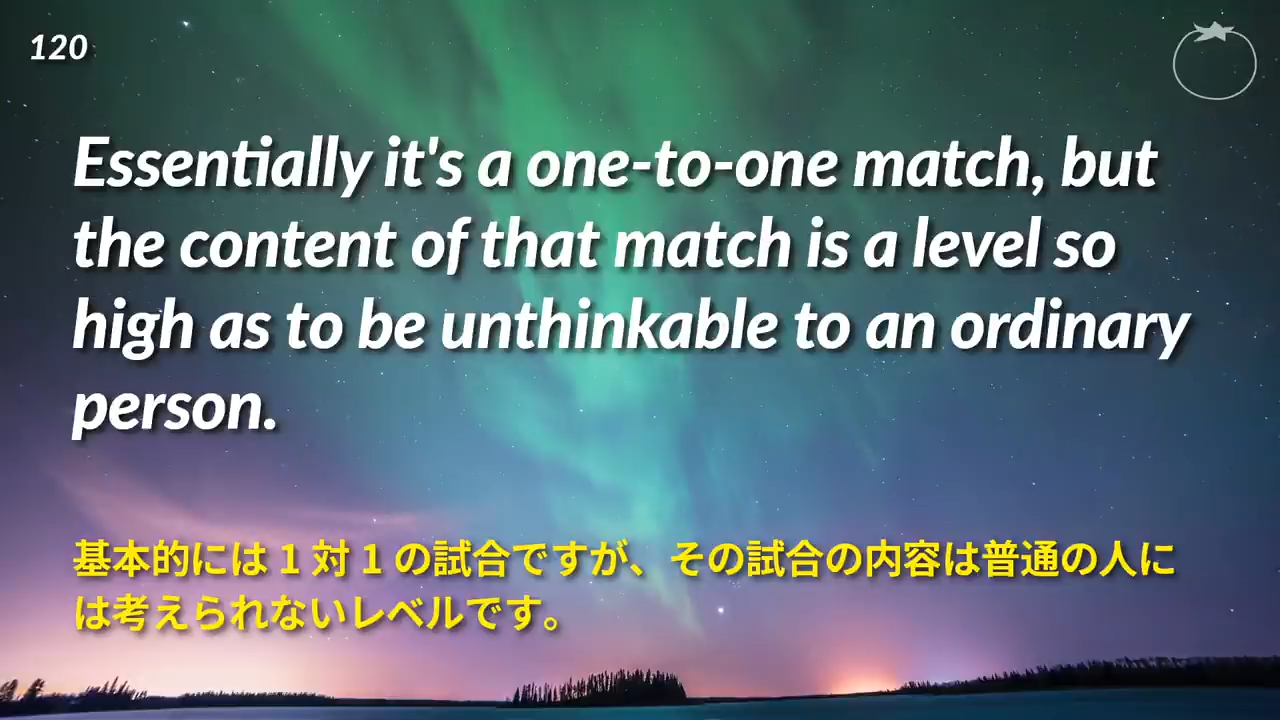 120
Essentially it's a one-to-one match, but
the content of that match is a level so
high as to be unthinkable to an ordinary
person.
基本的には 1 対 1 の試合ですが、その試合の内容は普通の人に
は考えられないレベルです。